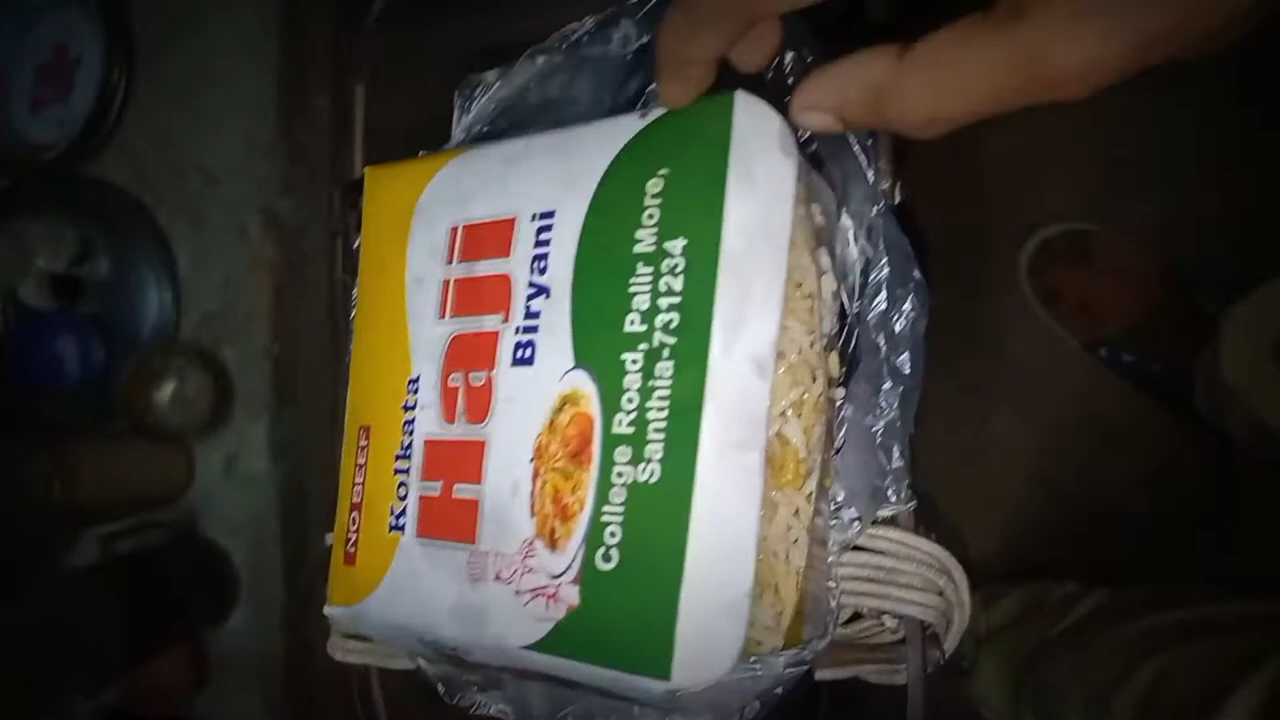 NO BEEF
Kolkata
Haji
Biryani
College Road, Palir More,
Santhia-731234